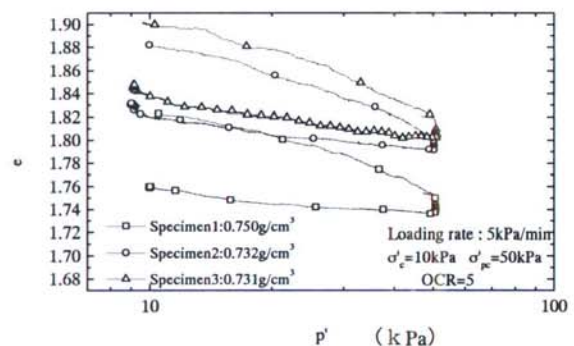 1.90
1.88
1.86
1.84
1.82
1.80
1.78
1.76
1.74
1.72
1.70
1.68
e
Specimen1:0.750g/cm³
Specimen2:0.732g/cm³
Specimen3:0.731g/cm³
Loading rate : 5kPa/min
σ'c=10kPa σ'pc=50kPa
OCR=5
10
100
p' (kPa)